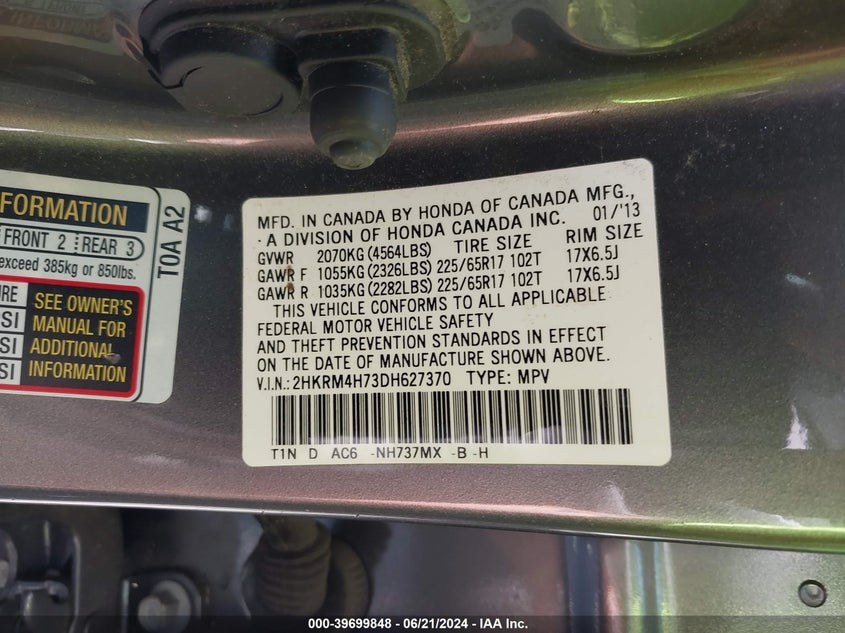 FORMATION
FRONT 2 REAR 3
exceed 385kg or 850lbs.
SEE OWNER'S
MANUAL FOR
ADDITIONAL
INFORMATION
TOA A2
MFD. IN CANADA BY HONDA OF CANADA MFG.,
·A DIVISION OF HONDA CANADA INC. 01/'13
GVWR 2070KG (4564LBS) TIRE SIZE RIM SIZE
GAWR F 1055KG (2326LBS) 225/65R17 102T 17X6.5J
GAWR R 1035KG (2282LBS) 225/65R17 102T 17X6.5J
THIS VEHICLE CONFORMS TO ALL APPLICABLE
FEDERAL MOTOR VEHICLE SAFETY
AND THEFT PREVENTION STANDARDS IN EFFECT
ON THE DATE OF MANUFACTURE SHOWN ABOVE.
V.I.N.: 2HKRM4H73DH627370 TYPE: MPV
T1N D AC6 -NH737MX -B -H
000-39699848 - 06/21/2024 - IAA Inc.